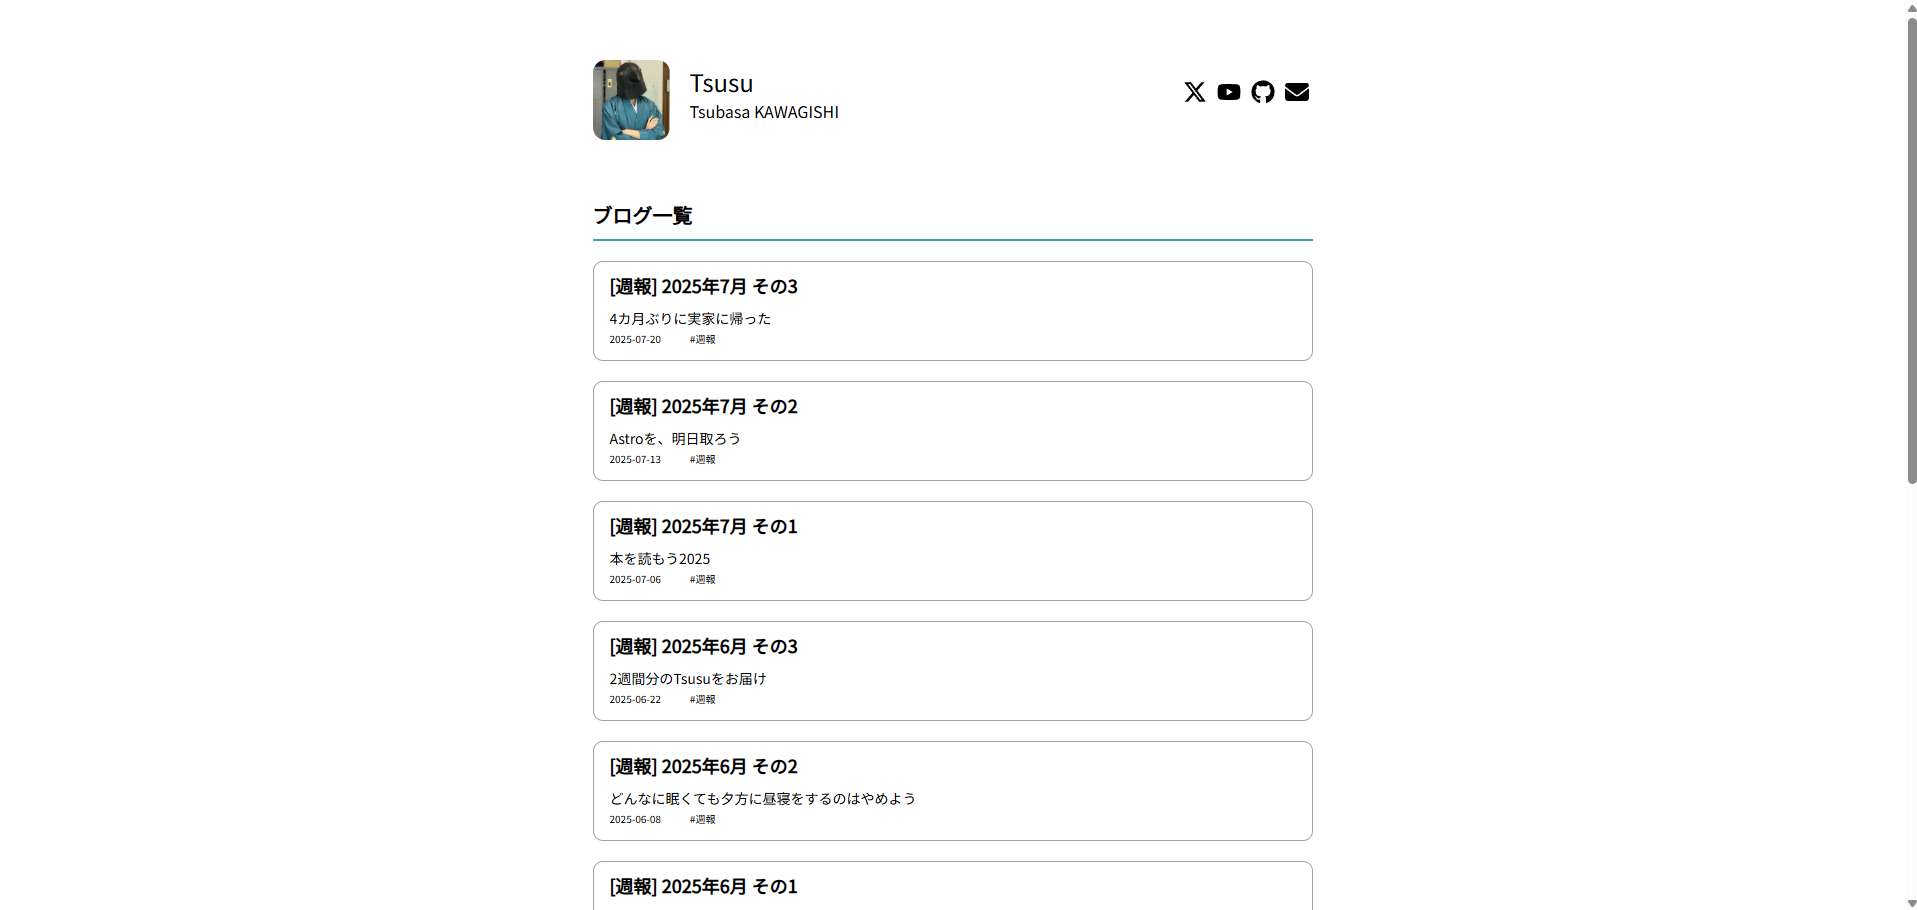 Tsusu
Tsubasa KAWAGISHI
ブログ一覧
[週報] 2025年7月 その3
4カ月ぶりに実家に帰った
2025-07-20 #週報
[週報] 2025年7月 その2
Astroを、明日取ろう
2025-07-13 #週報
[週報] 2025年7月 その1
本を読もう2025
2025-07-06 #週報
[週報] 2025年6月 その3
2週間分のTsusuをお届け
2025-06-22 #週報
[週報] 2025年6月 その2
どんなに眠くても夕方に昼寝をするのはやめよう
2025-06-08 #週報
[週報] 2025年6月 その1